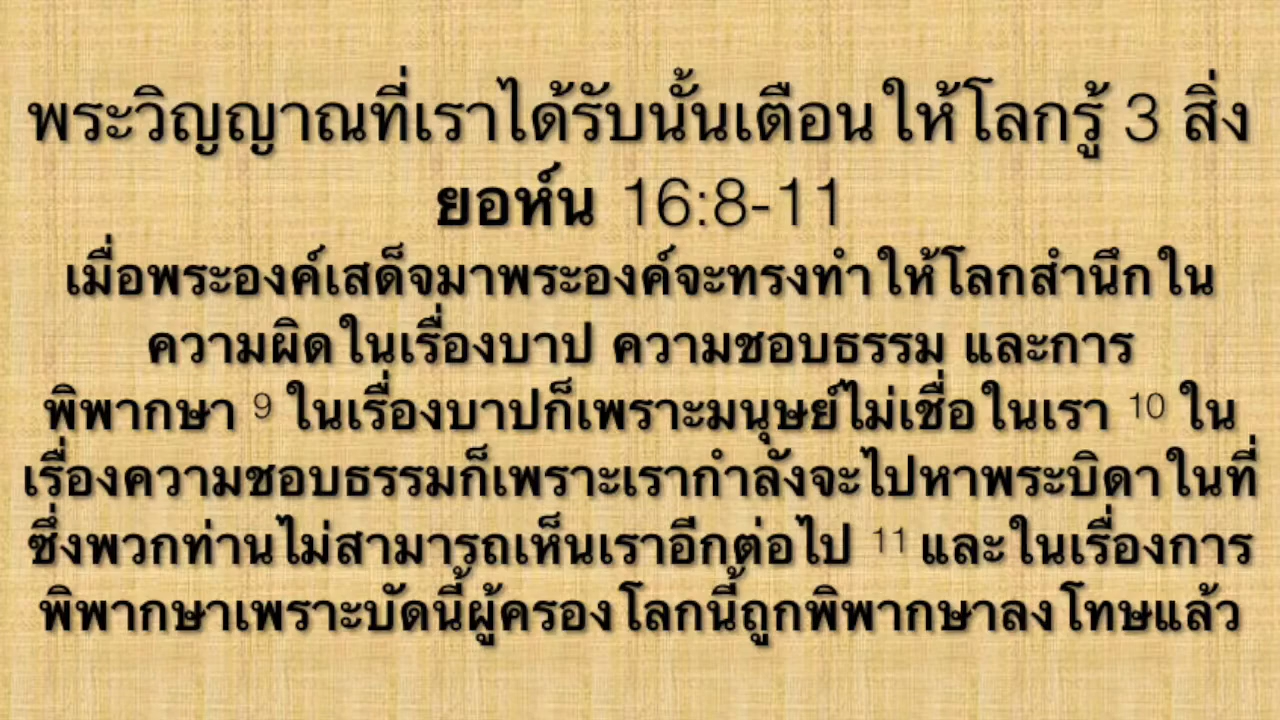 พระวิญญาณที่เราได้รับนั้นเตือนให้โลกรู้ 3 สิ่ง
ยอห์น 16:8-11
เมื่อพระองค์เสด็จมาพระองค์จะทรงทำให้โลกสำนึกใน
ความผิดในเรื่องบาป ความชอบธรรม และการ
พิพากษา 9 ในเรื่องบาปก็เพราะมนุษย์ไม่เชื่อในเรา 10 ใน
เรื่องความชอบธรรมก็เพราะเรากำลังจะไปหาพระบิดาในที่
ซึ่งพวกท่านไม่สามารถเห็นเราอีกต่อไป 11 และในเรื่องการ
พิพากษาเพราะบัดนี้ผู้ครองโลกนี้ถูกพิพากษาลงโทษแล้ว